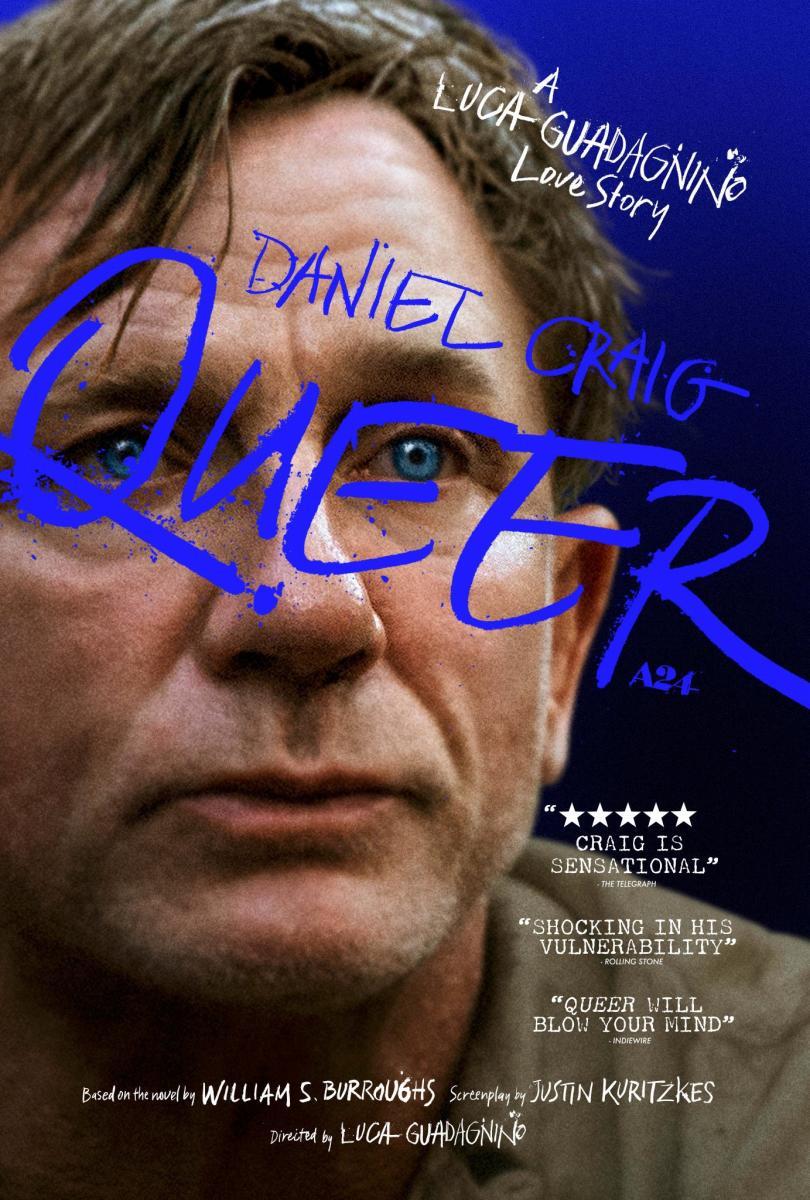 A
LUCA GUADAGNINO
Love Story
DANIEL CRAIG
QUEER
A24
“★★★★★
CRAIG IS
SENSATIONAL”
- THE TELEGRAPH
“SHOCKING IN HIS
VULNERABILITY”
- ROLLING STONE
“QUEER WILL
BLOW YOUR MIND”
- INDIEWIRE
Based on the novel by WILLIAM S. BURROUGHS Screenplay by JUSTIN KURITZKES
Directed by LUCA GUADAGNINO